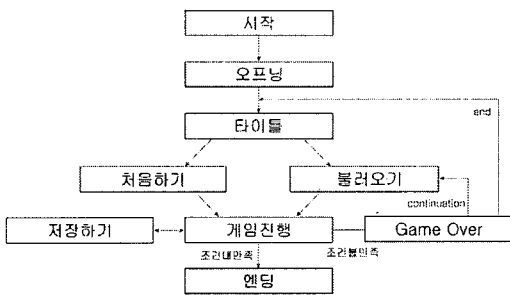 시작
오프닝
타이틀
end
처음하기
불러오기
continuation
저장하기
게임진행
Game Over
조건내만족
조건불만족
엔딩